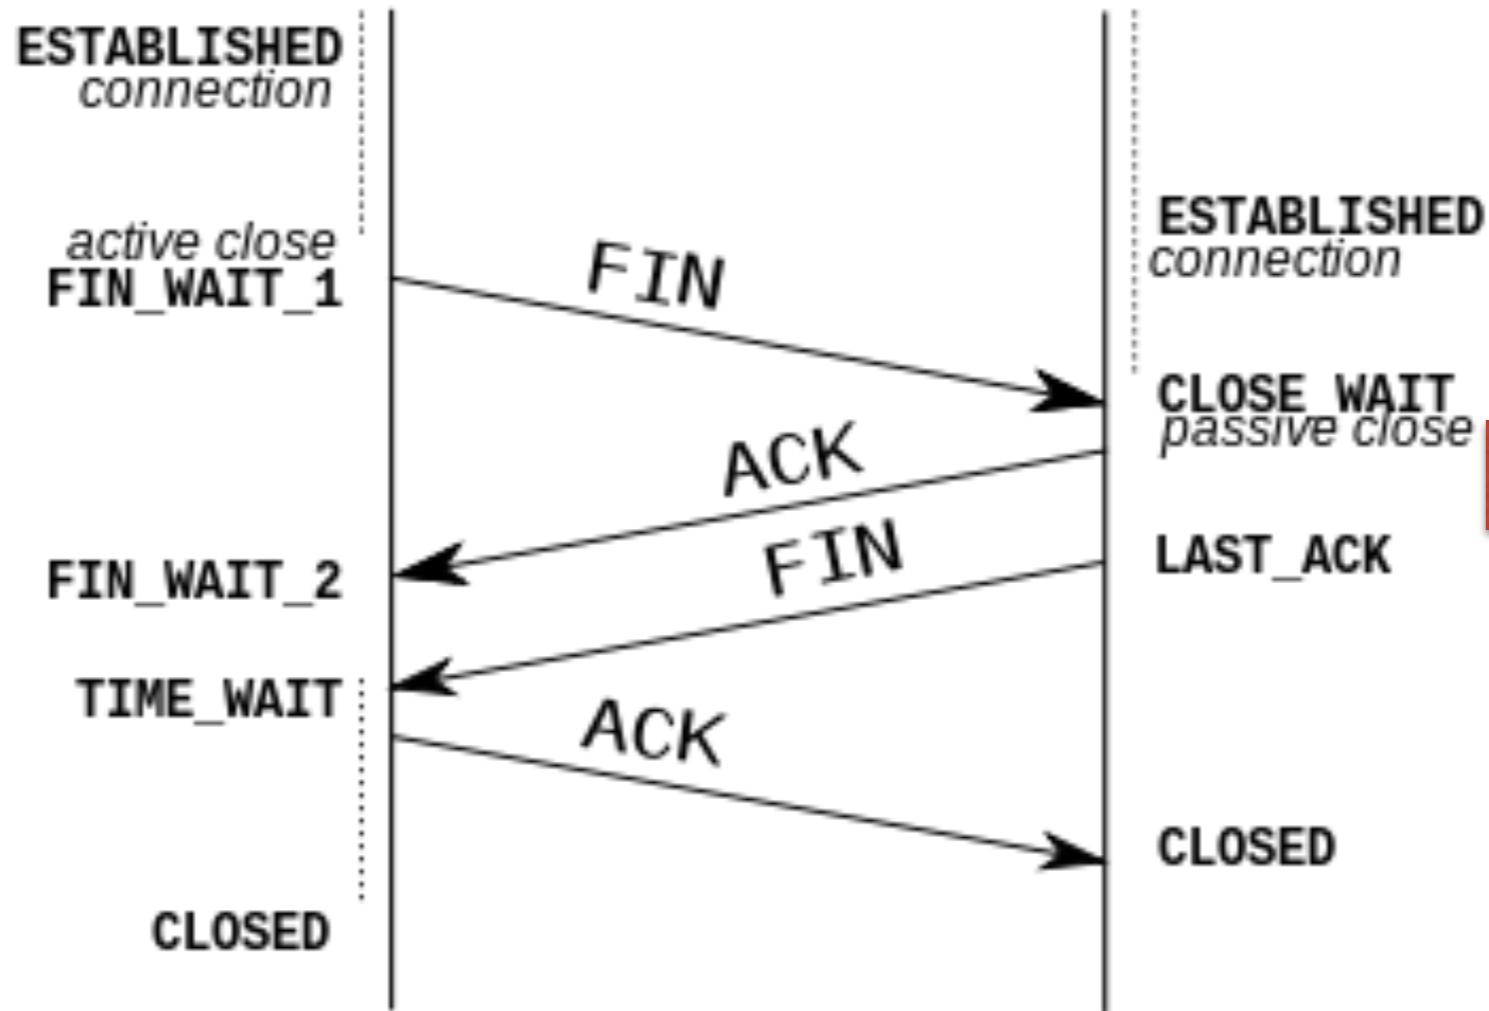 ESTABLISHED
connection
active close
FIN_WAIT_1
FIN
ESTABLISHED
connection
CLOSE_WAIT
passive close
ACK
FIN
LAST_ACK
FIN_WAIT_2
TIME_WAIT
ACK
CLOSED
CLOSED